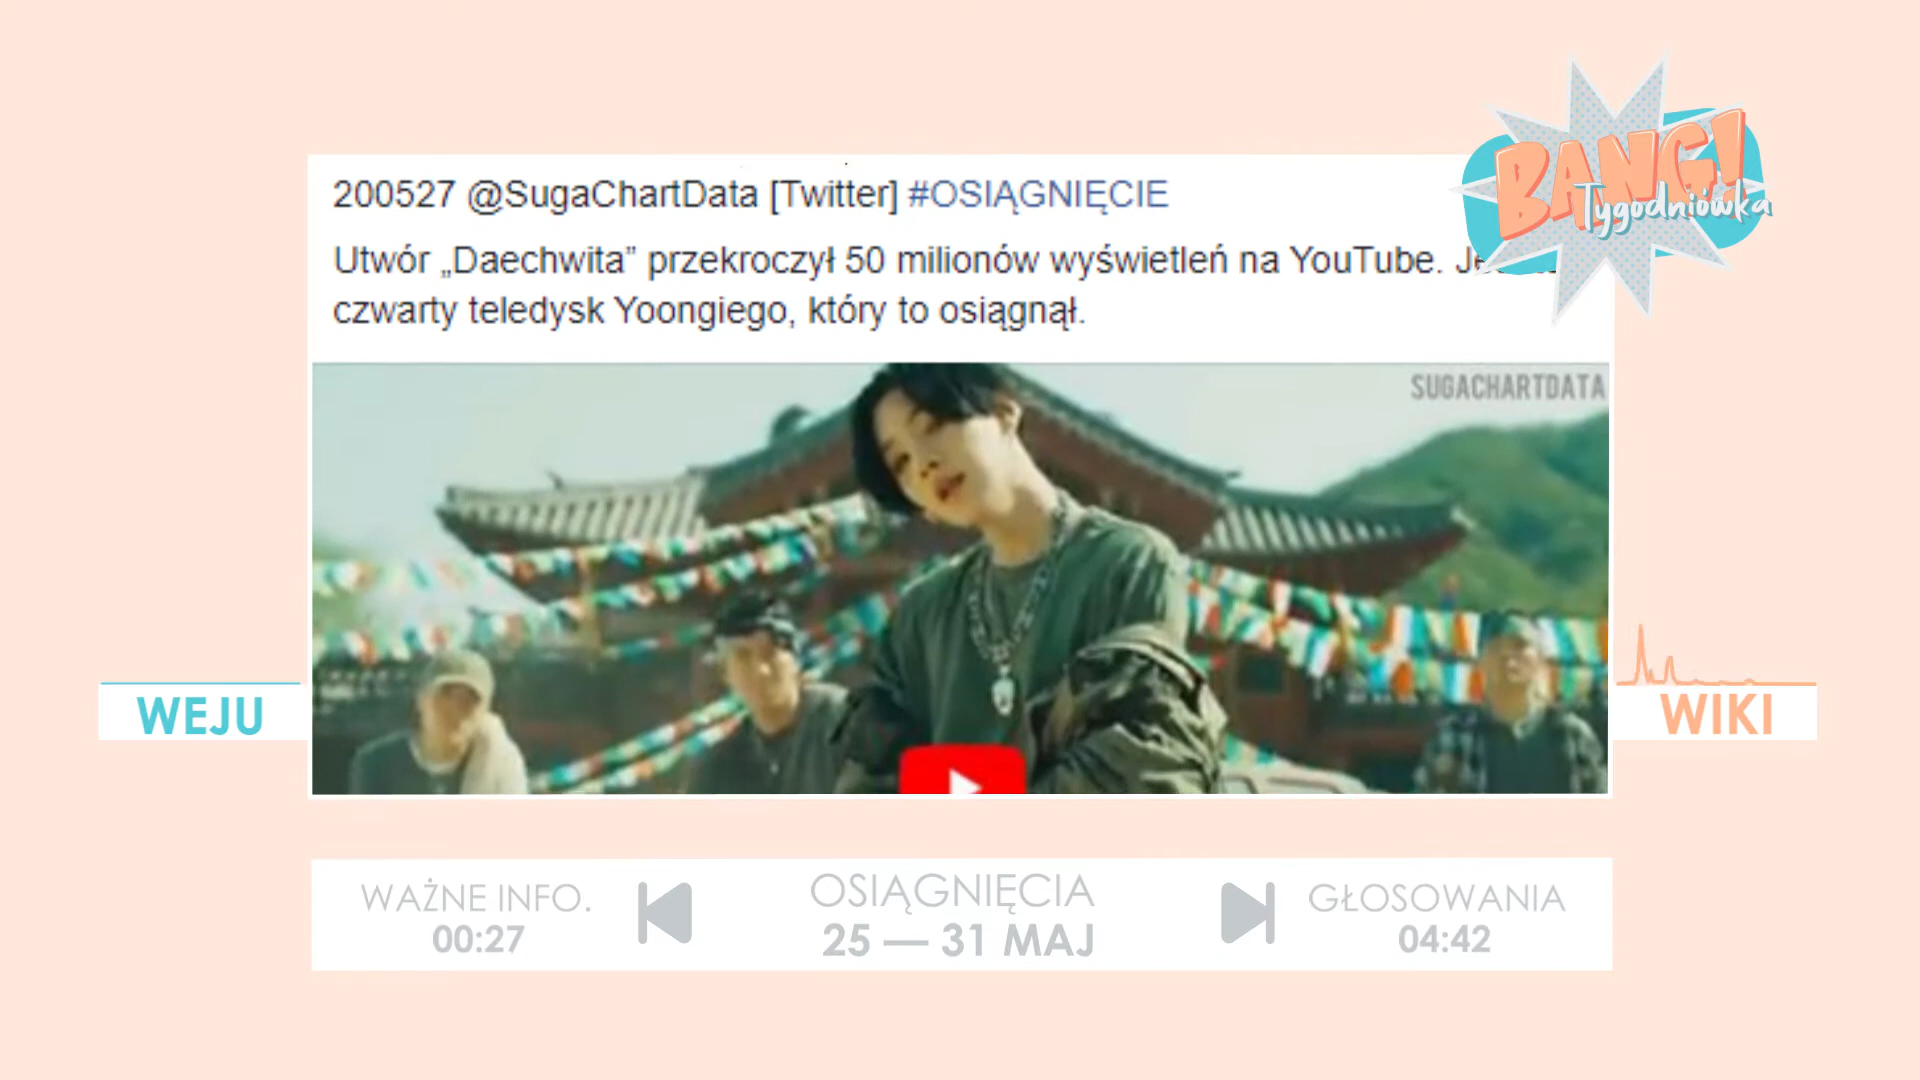 BANG!
Tygodniówka
200527 @SugaChartData [Twitter] #OSIĄGNIĘCIE
Utwór „Daechwita” przekroczył 50 milionów wyświetleń na YouTube.
czwarty teledysk Yoongiego, który to osiągnął.
SUGACHARTDATA
WEJU
WIKI
WAŻNE INFO.
00:27
OSIĄGNIĘCIA
25 — 31 MAJ
GŁOSOWANIA
04:42